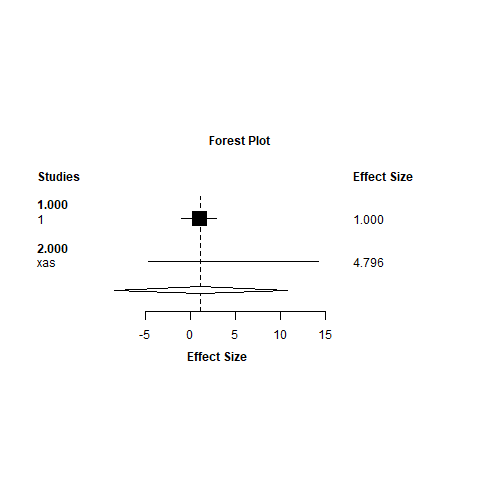 Forest Plot
Studies Effect Size
1.000
1 1.000
2.000
xas 4.796
-5 0 5 10 15
Effect Size